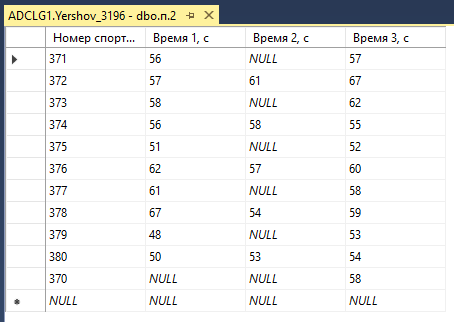 ADCLG1.Yershov_3196 - dbo.п.2
Номер спорт... Время 1, с Время 2, с Время 3, с
371 56 NULL 57
372 57 61 67
373 58 NULL 62
374 56 58 55
375 51 NULL 52
376 62 57 60
377 61 NULL 58
378 67 54 59
379 48 NULL 53
380 50 53 54
370 NULL NULL 58
NULL NULL NULL NULL